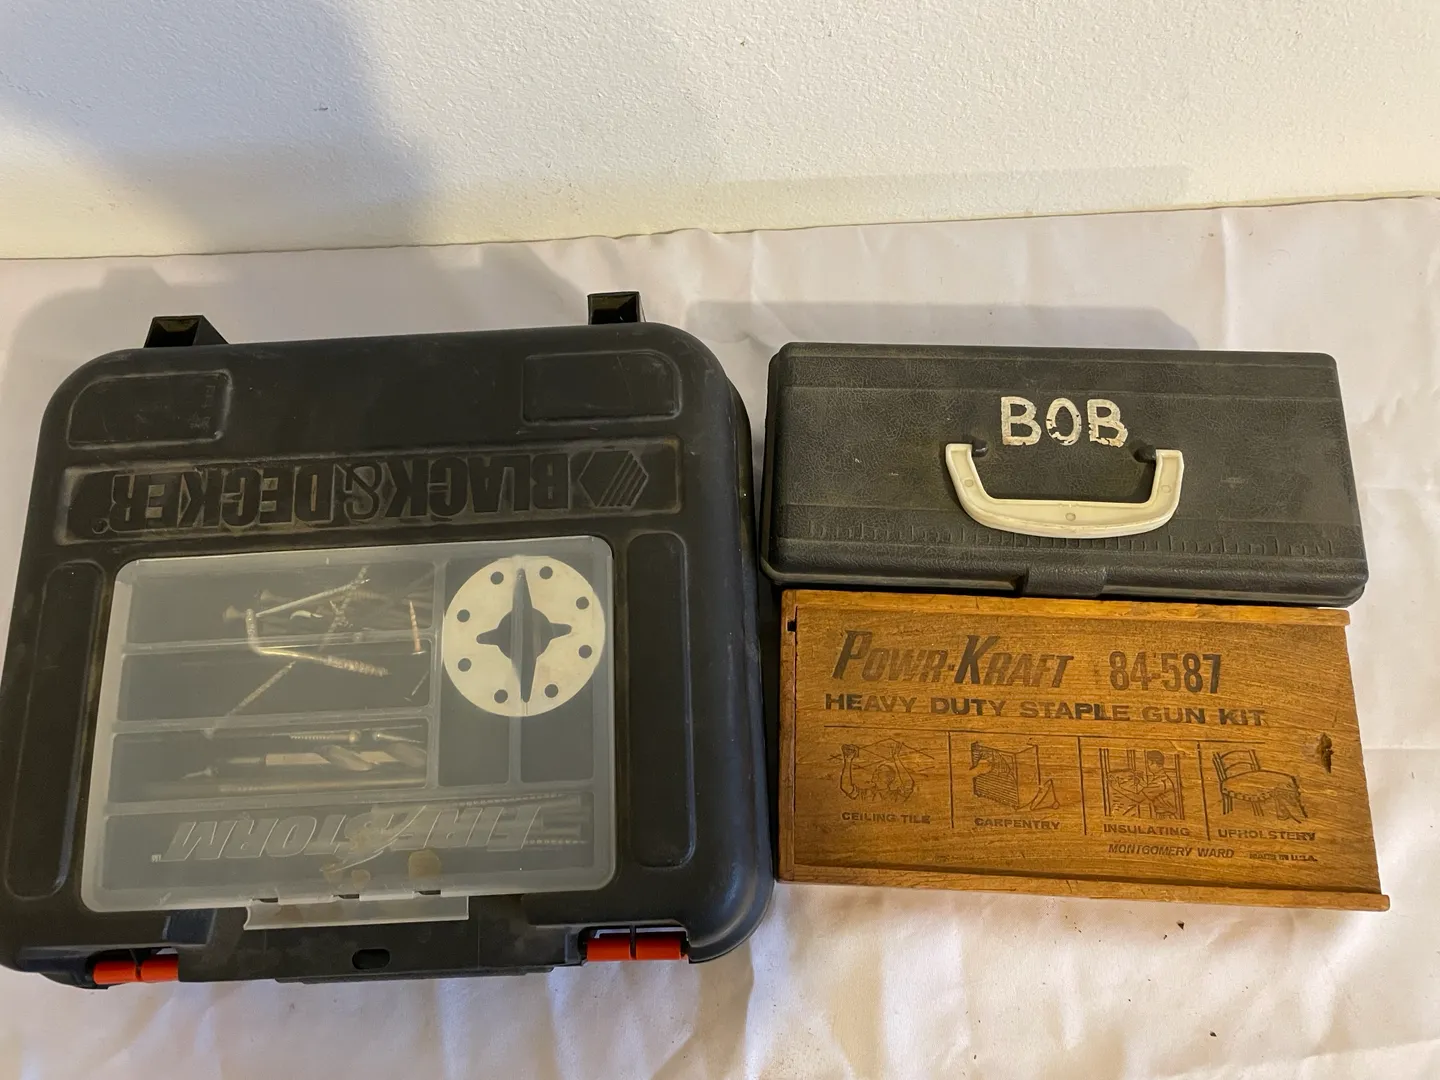 BLACK & DECKER®
FIRESTORM™
BOB
POWR-KRAFT 84-587
HEAVY DUTY STAPLE GUN KIT
CEILING TILE
CARPENTRY
INSULATING
UPHOLSTERY
MONTGOMERY WARD MADE IN U.S.A.